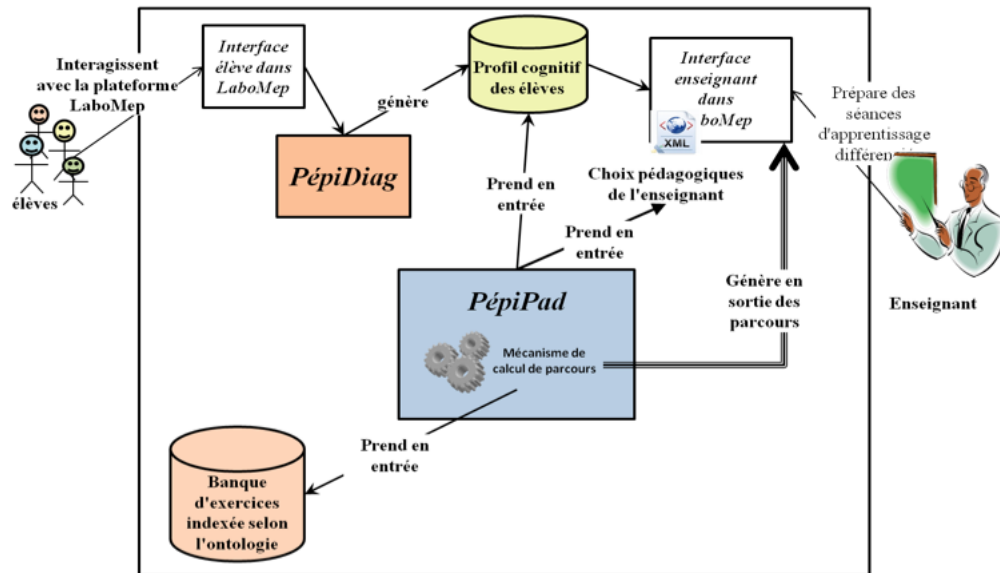 Interagissent
avec la plateforme
LaboMep
élèves
Interface
élève dans
LaboMep
génère
PépiDiag
Profil cognitif
des élèves
Interface
enseignant
dans
XML
Prépare des
séances
d'apprentissage
Enseignant
Choix pédagogiques
de l'enseignant
Prend en
entrée
Prend en
entrée
PépiPad
Mécanisme de
calcul de parcours
Génère en
sortie des
parcours
Prend en
entrée
Banque
d'exercices
indexée selon
l'ontologie